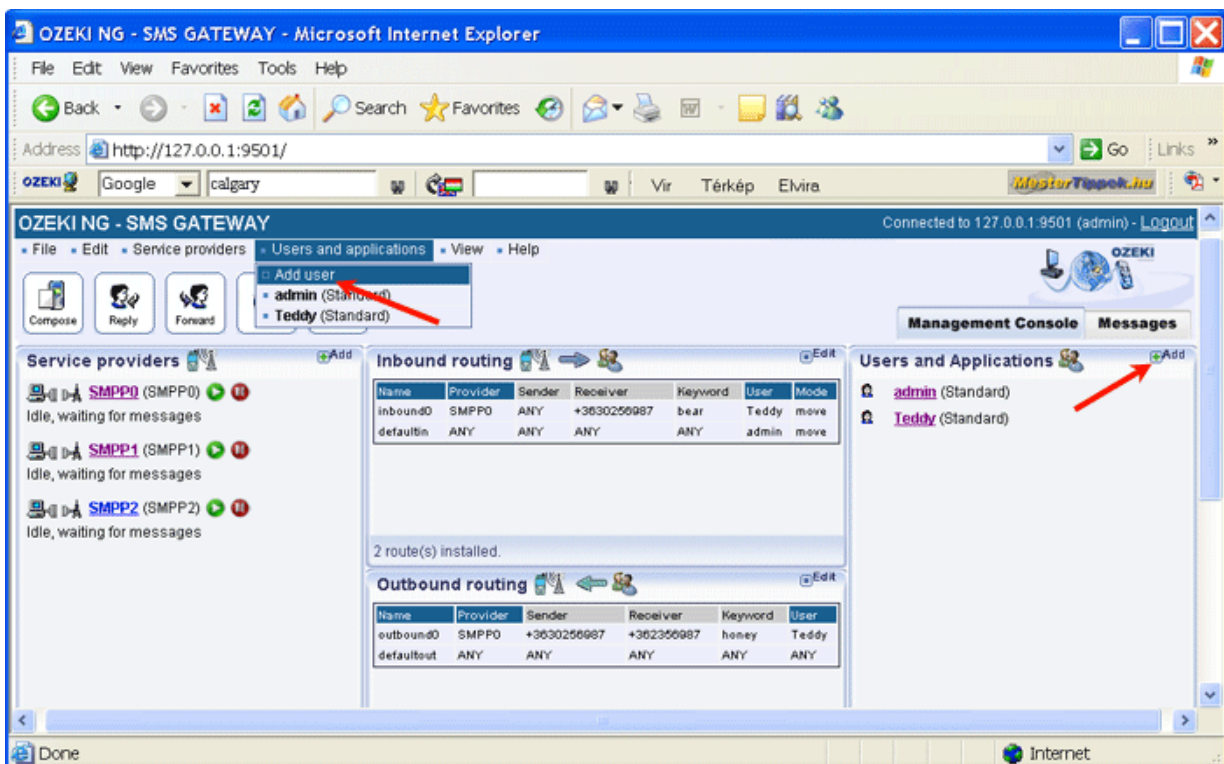 OZEKI NG - SMS GATEWAY - Microsoft Internet Explorer
File Edit View Favorites Tools Help
Back Search Favorites
Address http://127.0.0.1:9501/ Go Links »
OZEKI Google calgary Vir Térkép Elvira MesterTippek.hu
OZEKI NG - SMS GATEWAY Connected to 127.0.0.1:9501 (admin) - Logout
File Edit Service providers Users and applications View Help
Add user
admin (Standard)
Teddy (Standard)
OZEKI
Compose Reply Forward
Management Console Messages
Service providers Add
SMPP0 (SMPP0)
Idle, waiting for messages
SMPP1 (SMPP1)
Idle, waiting for messages
SMPP2 (SMPP2)
Idle, waiting for messages
Inbound routing Edit
Name Provider Sender Receiver Keyword User Mode
inbound0 SMPP0 ANY +3630256987 bear Teddy move
defaultin ANY ANY ANY ANY admin move
2 route(s) installed.
Outbound routing Edit
Name Provider Sender Receiver Keyword User
outbound0 SMPP0 +3630256987 +362356987 honey Teddy
defaultout ANY ANY ANY ANY ANY
Users and Applications Add
admin (Standard)
Teddy (Standard)
Done Internet